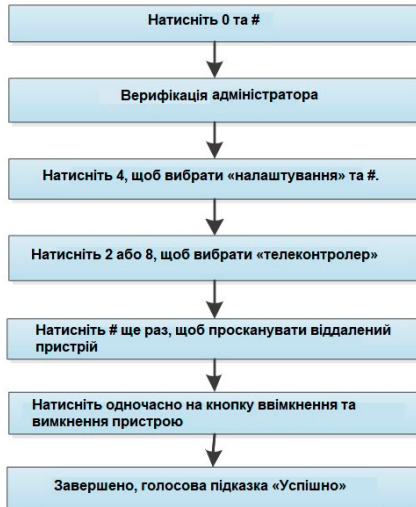 Натисніть 0 та #
Верифікація адміністратора
Натисніть 4, щоб вибрати «налаштування» та #.
Натисніть 2 або 8, щоб вибрати «телеконтролер»
Натисніть # ще раз, щоб просканувати віддалений
пристрій
Натисніть одночасно на кнопку ввімкнення та
вимкнення пристрою
Завершено, голосова підказка «Успішно»